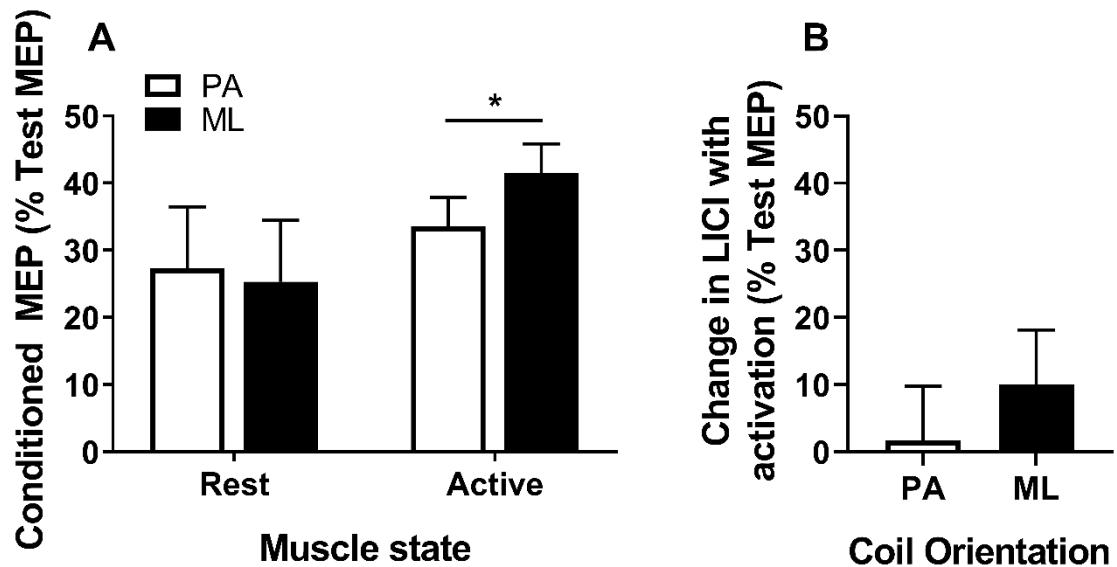 A
Conditioned MEP (% Test MEP)
PA
ML
*
50
40
30
20
10
0
Rest Active
Muscle state
B
Change in LICI with
activation (% Test MEP)
50
40
30
20
10
0
PA ML
Coil Orientation